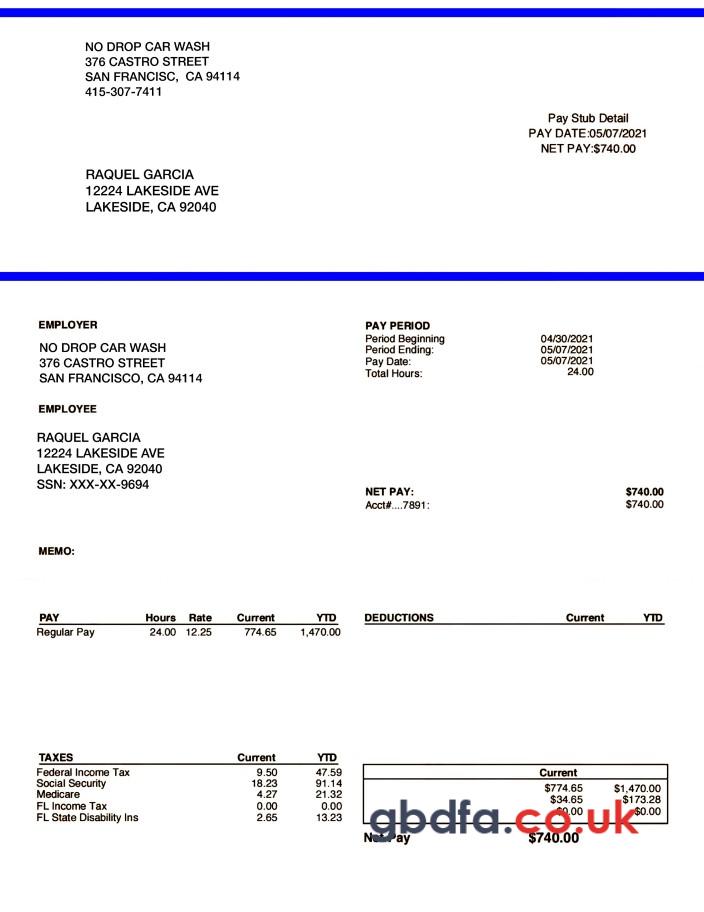 NO DROP CAR WASH
376 CASTRO STREET
SAN FRANCISC, CA 94114
415-307-7411
Pay Stub Detail
PAY DATE:05/07/2021
NET PAY:$740.00
RAQUEL GARCIA
12224 LAKESIDE AVE
LAKESIDE, CA 92040
EMPLOYER
NO DROP CAR WASH
376 CASTRO STREET
SAN FRANCISCO, CA 94114
PAY PERIOD
Period Beginning 04/30/2021
Period Ending: 05/07/2021
Pay Date: 05/07/2021
Total Hours: 24.00
EMPLOYEE
RAQUEL GARCIA
12224 LAKESIDE AVE
LAKESIDE, CA 92040
SSN: XXX-XX-9694
NET PAY: $740.00
Acct#....7891: $740.00
MEMO:
PAY Hours Rate Current YTD
Regular Pay 24.00 12.25 774.65 1,470.00
DEDUCTIONS Current YTD
TAXES Current YTD
Federal Income Tax 9.50 47.59
Social Security 18.23 91.14
Medicare 4.27 21.32
FL Income Tax 0.00 0.00
FL State Disability Ins 2.65 13.23
Current
$774.65 $1,470.00
$34.65 $173.28
$0.00 $0.00
Net Pay $740.00
gbdfa.co.uk